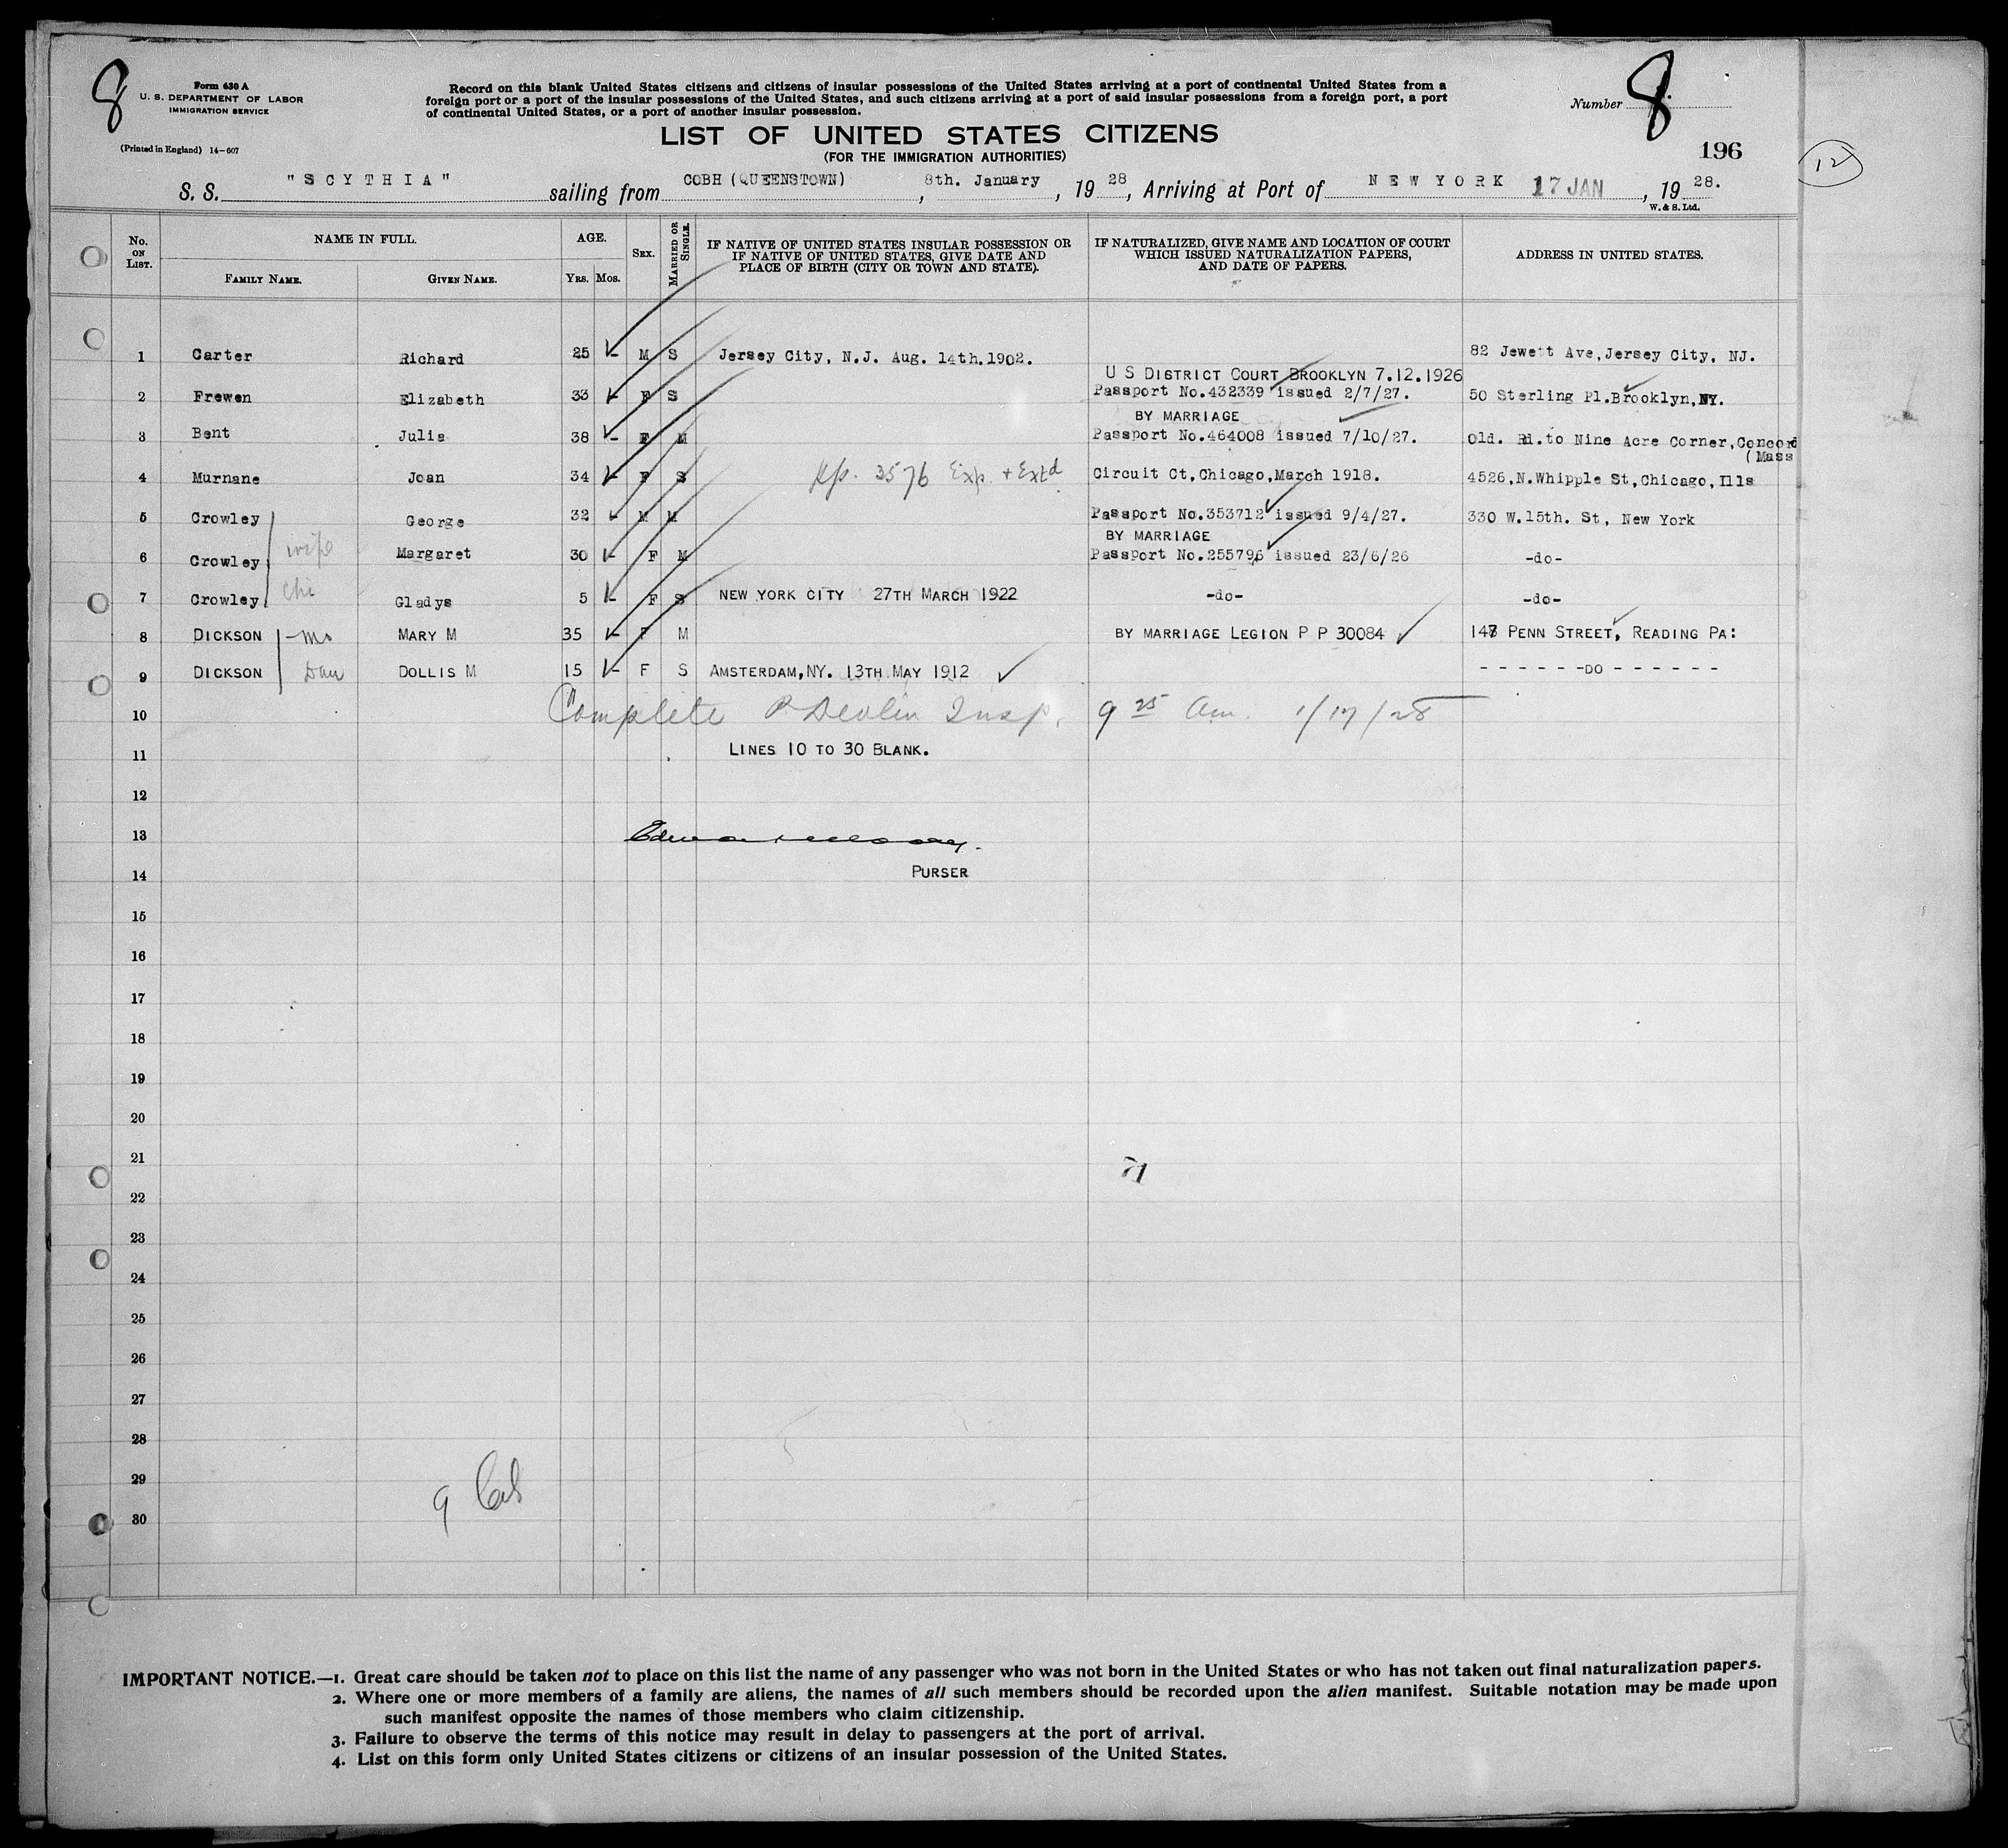 8
Form 630 A
U. S. DEPARTMENT OF LABOR
IMMIGRATION SERVICE
(Printed in England) 14-607
Record on this blank United States citizens and citizens of insular possessions of the United States arriving at a port of continental United States from a
foreign port or a port of the insular possessions of the United States, and such citizens arriving at a port of said insular possessions from a foreign port, a port
of continental United States, or a port of another insular possession.
Number 8
LIST OF UNITED STATES CITIZENS
(FOR THE IMMIGRATION AUTHORITIES)
196
12
S. S. "SCYTHIA" sailing from COBH (QUEENSTOWN), 8th. January, 1928, Arriving at Port of NEW YORK 17 JAN, 1928.
W. & S. Ltd.
No. ON LIST. NAME IN FULL. AGE. SEX. MARRIED OR SINGLE. IF NATIVE OF UNITED STATES INSULAR POSSESSION OR IF NATIVE OF UNITED STATES, GIVE DATE AND PLACE OF BIRTH (CITY OR TOWN AND STATE). IF NATURALIZED, GIVE NAME AND LOCATION OF COURT WHICH ISSUED NATURALIZATION PAPERS, AND DATE OF PAPERS. ADDRESS IN UNITED STATES.
FAMILY NAME. GIVEN NAME. YRS. MOS.
1 Carter Richard 25 - M S Jersey City, N.J. Aug. 14th.1902. 82 Jewett Ave, Jersey City, NJ.
U S DISTRICT COURT BROOKLYN 7.12.1926
2 Frewen Elizabeth 33 - F S Passport No.432339 issued 2/7/27. 50 Sterling Pl.Brooklyn,NY.
BY MARRIAGE
3 Bent Julia 38 - F M Passport No.464008 issued 7/10/27. Old. Rd.to Nine Acre Corner,Concord
(Mass
4 Murnane Joan 34 - F S 3576 Exp. + Extd Circuit Ct,Chicago,March 1918. 4526,N.Whipple St,Chicago,Ills
5 Crowley George 32 - M M Passport No.353712 issued 9/4/27. 330 W.15th. St, New York
BY MARRIAGE
6 Crowley wife Margaret 30 - F M Passport No.255796 issued 23/6/26 -do-
7 Crowley chi Gladys 5 - F S NEW YORK CITY 27TH MARCH 1922 -do- -do-
8 DICKSON - mo MARY M 35 - F M BY MARRIAGE LEGION P P 30084 147 PENN STREET, READING PA:
9 DICKSON Dau DOLLIS M 15 - F S AMSTERDAM,NY. 13TH MAY 1912 - - - - - -DO - - - - - -
10 Complete P Devlin Insp. 9 25 am. 1/17/28
11 LINES 10 TO 30 BLANK.
12
13
14 PURSER
15
16
17
18
19
20
21
71
22
23
24
25
26
27
28
29
9
30
IMPORTANT NOTICE.—1. Great care should be taken not to place on this list the name of any passenger who was not born in the United States or who has not taken out final naturalization papers.
2. Where one or more members of a family are aliens, the names of all such members should be recorded upon the alien manifest. Suitable notation may be made upon
such manifest opposite the names of those members who claim citizenship.
3. Failure to observe the terms of this notice may result in delay to passengers at the port of arrival.
4. List on this form only United States citizens or citizens of an insular possession of the United States.